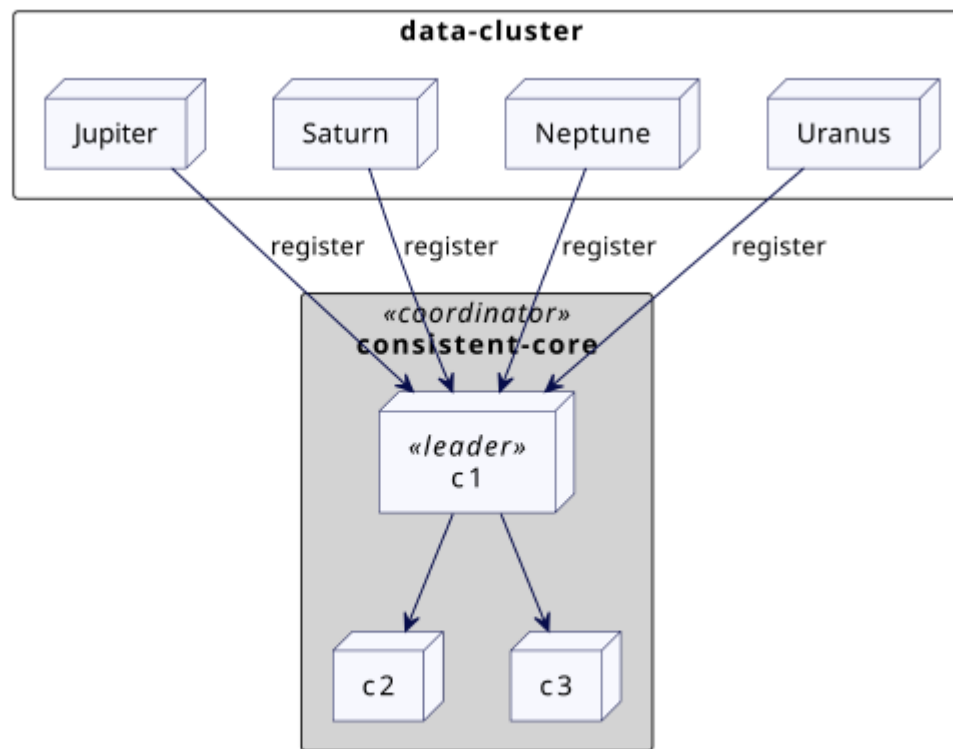 data-cluster
Jupiter
Saturn
Neptune
Uranus
register
register
register
register
«coordinator»
consistent-core
«leader»
c1
c2
c3